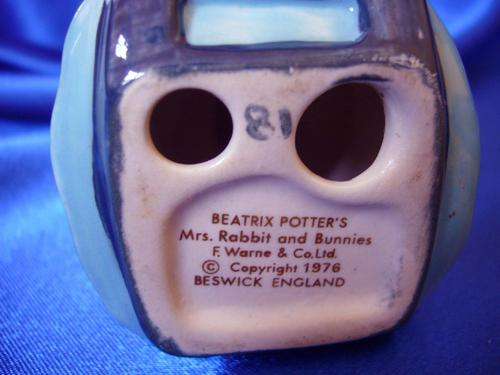 81
BEATRIX POTTER'S
Mrs. Rabbit and Bunnies
F. Warne & Co.Ltd.
© Copyright 1976
BESWICK ENGLAND